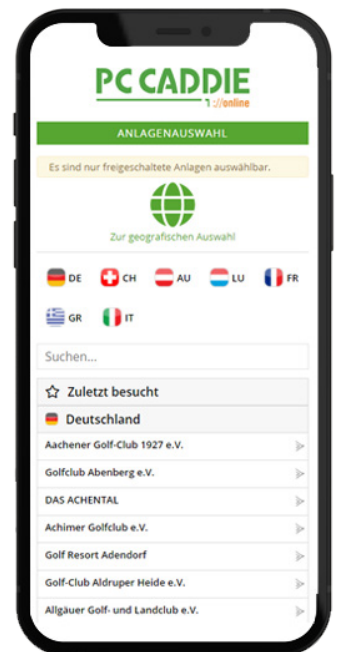 PC CADDIE
://online
ANLAGENAUSWAHL
Es sind nur freigeschaltete Anlagen auswählbar.
Zur geografischen Auswahl
DE CH AU LU FR
GR IT
Suchen...
Zuletzt besucht
Deutschland
Aachener Golf-Club 1927 e.V.
Golfclub Abenberg e.V.
DAS ACHENTAL
Achimer Golfclub e.V.
Golf Resort Adendorf
Golf-Club Aldruper Heide e.V.
Allgäuer Golf- und Landclub e.V.